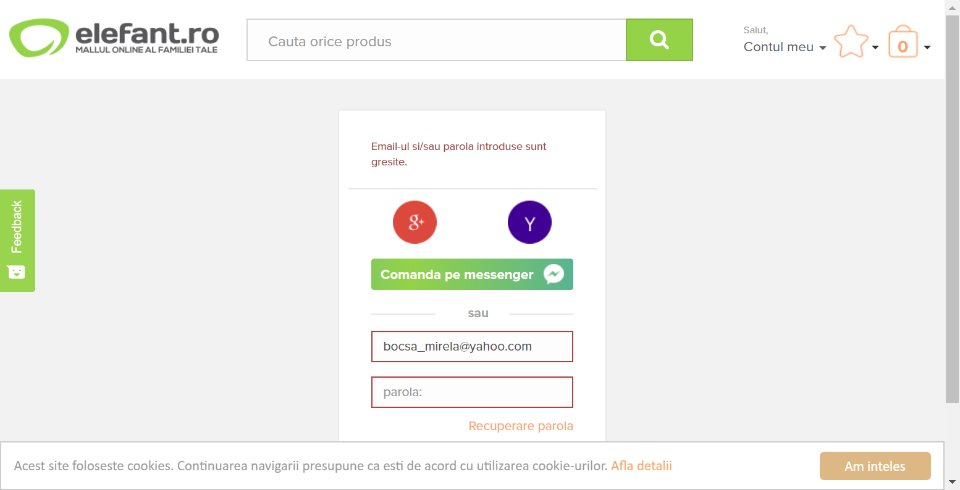 elefant.ro
MALLUL ONLINE AL FAMILIEI TALE
Cauta orice produs
Salut,
Contul meu
0
Email-ul si/sau parola introduse sunt
gresite.
Feedback
g+
Y
Comanda pe messenger
sau
bocsa_mirela@yahoo.com
parola:
Recuperare parola
Acest site foloseste cookies. Continuarea navigarii presupune ca esti de acord cu utilizarea cookie-urilor. Afla detalii
Am inteles